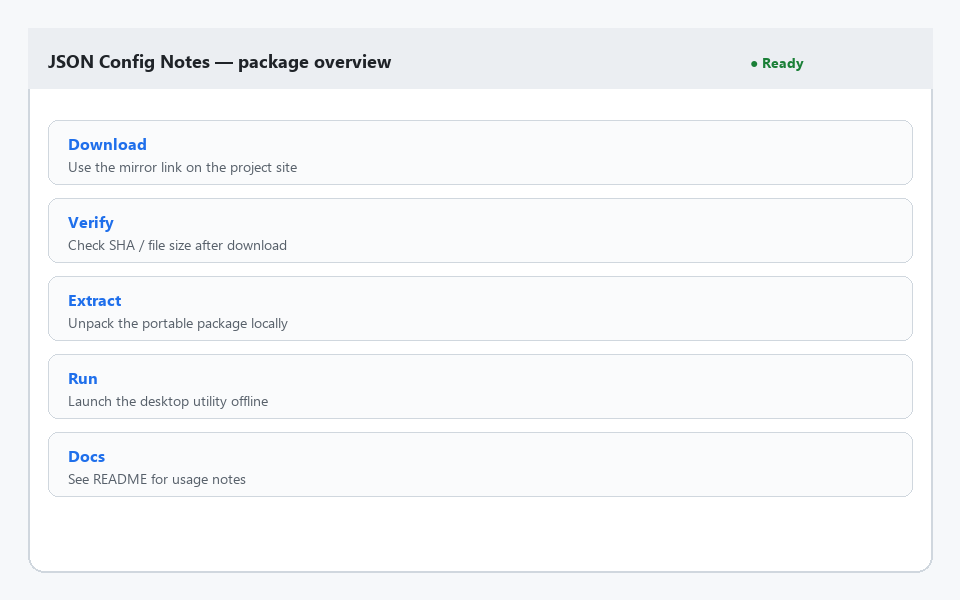 JSON Config Notes — package overview
● Ready
Download
Use the mirror link on the project site
Verify
Check SHA / file size after download
Extract
Unpack the portable package locally
Run
Launch the desktop utility offline
Docs
See README for usage notes